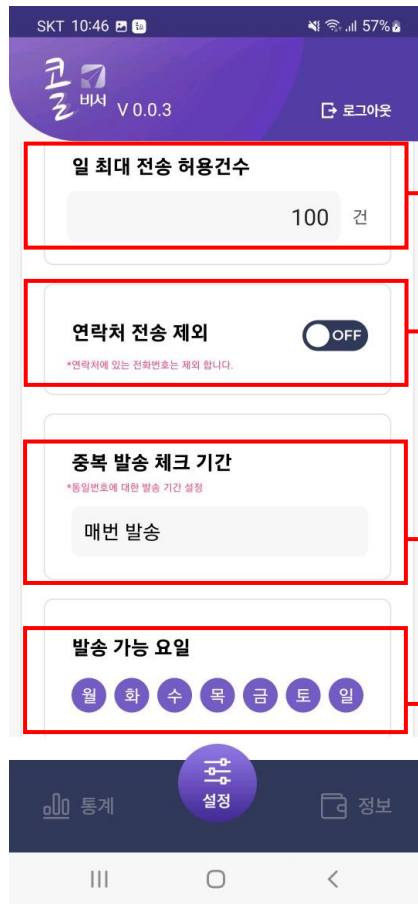 SKT 10:46 57%
콜 비서 V 0.0.3
로그아웃
일 최대 전송 허용건수
100 건
연락처 전송 제외
OFF
*연락처에 있는 전화번호는 제외 합니다.
중복 발송 체크 기간
*동일번호에 대한 발송 기간 설정
매번 발송
발송 가능 요일
월 화 수 목 금 토 일
통계 설정 정보